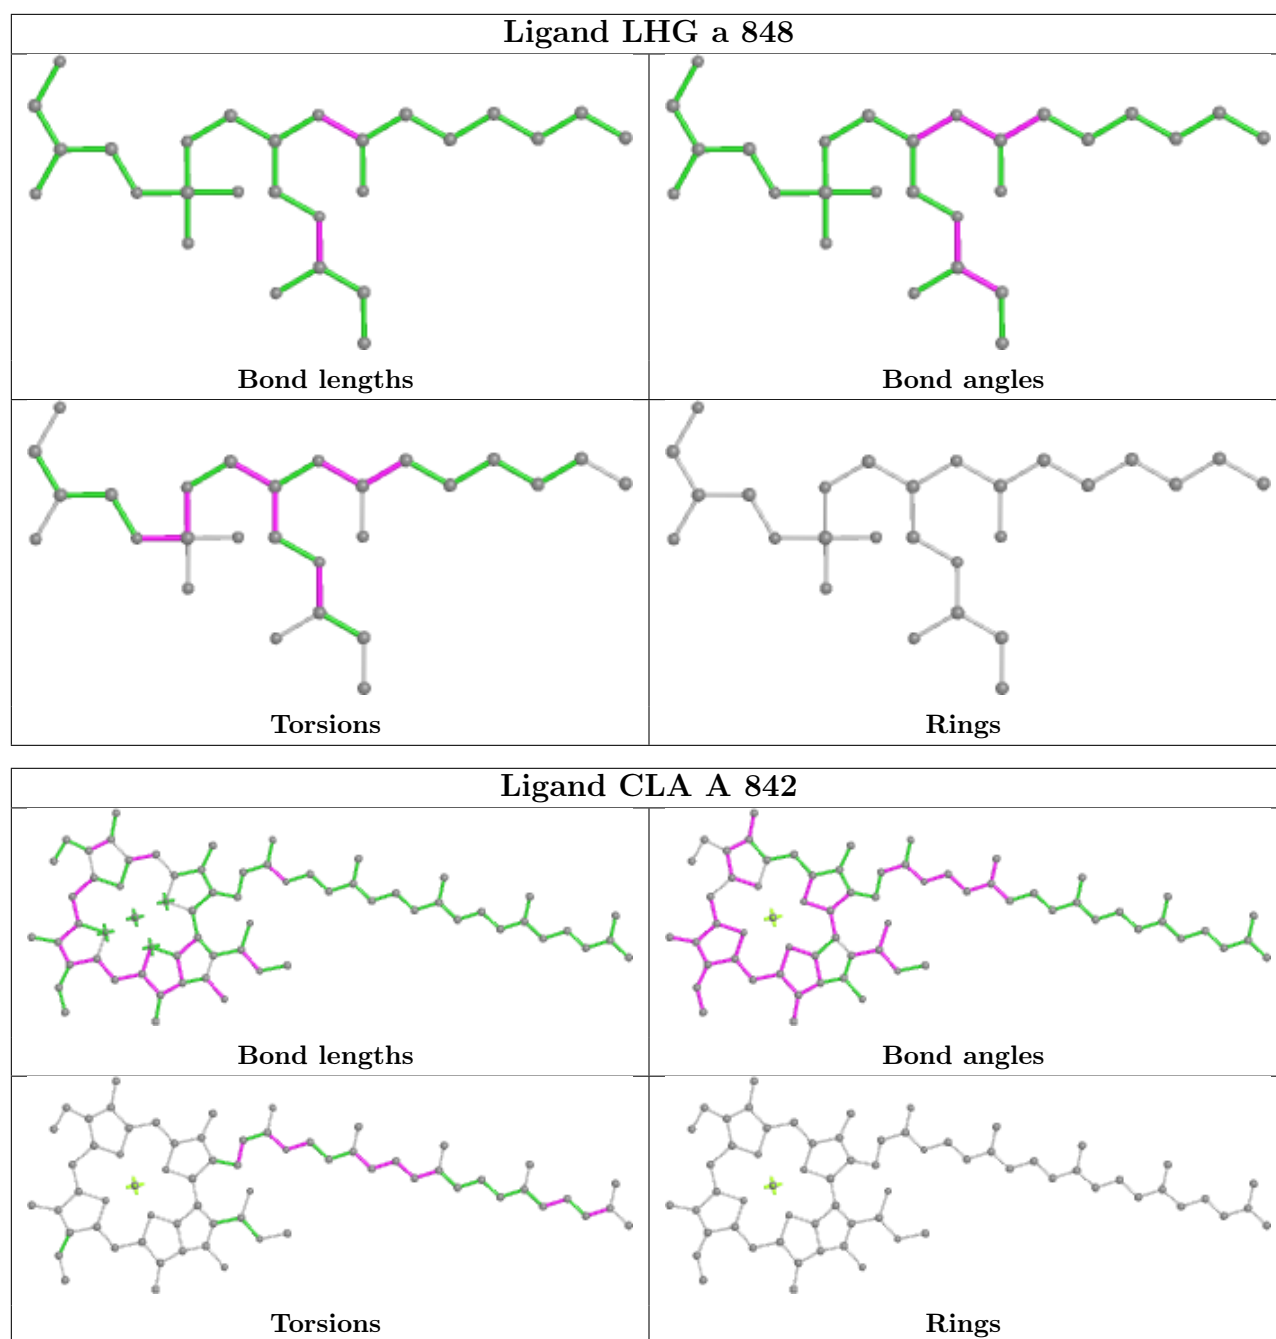 Ligand LHG a 848
Bond lengths
Bond angles
Torsions
Rings
Ligand CLA A 842
Bond lengths
Bond angles
Torsions
Rings